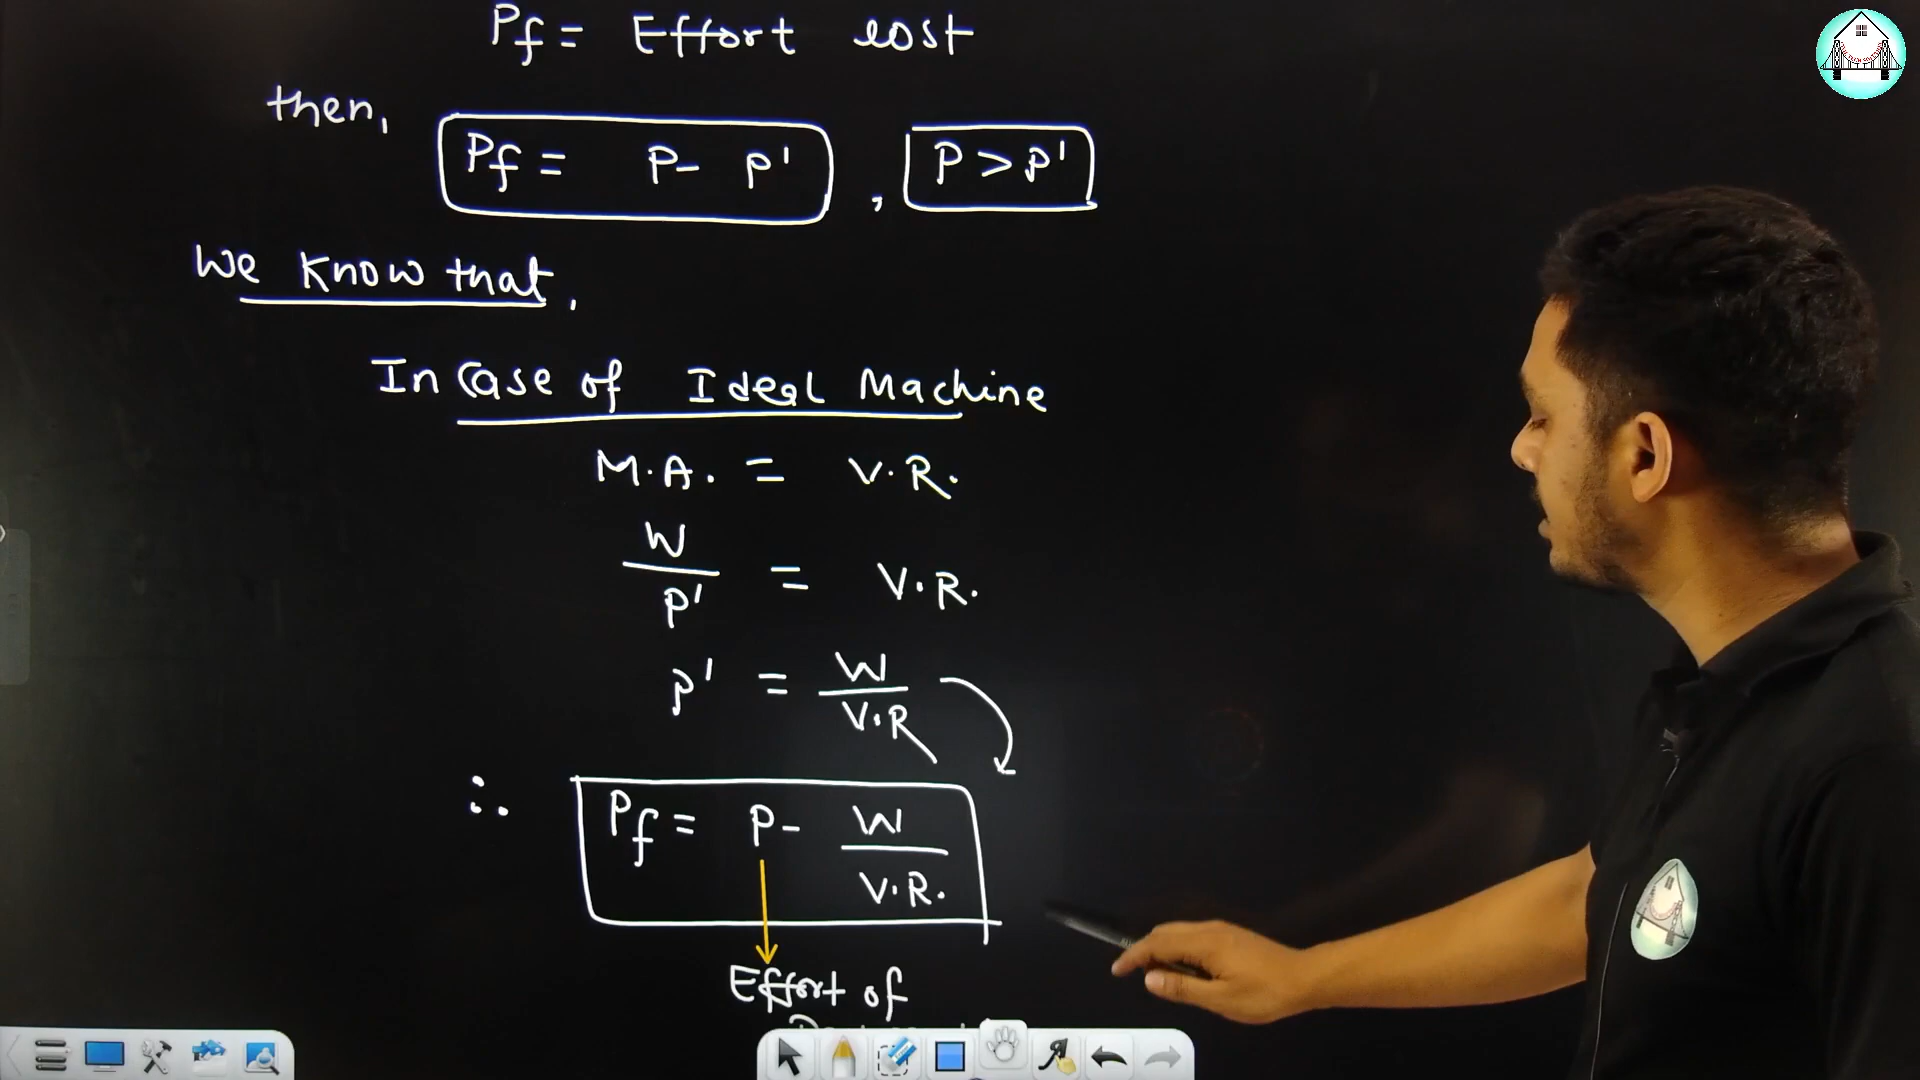 Pf = Effort lost
then,
Pf = P - P' , P > P'
We know that,
In case of Ideal Machine
M.A. = V.R.
W/P' = V.R.
P' = W/V.R
∴ Pf = P - W/V.R.
Effort of